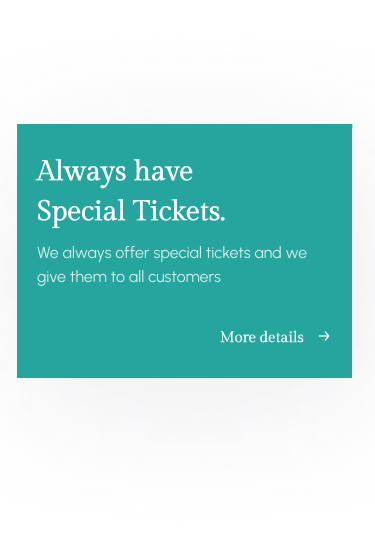 Always have
Special Tickets.
We always offer special tickets and we
give them to all customers
More details →